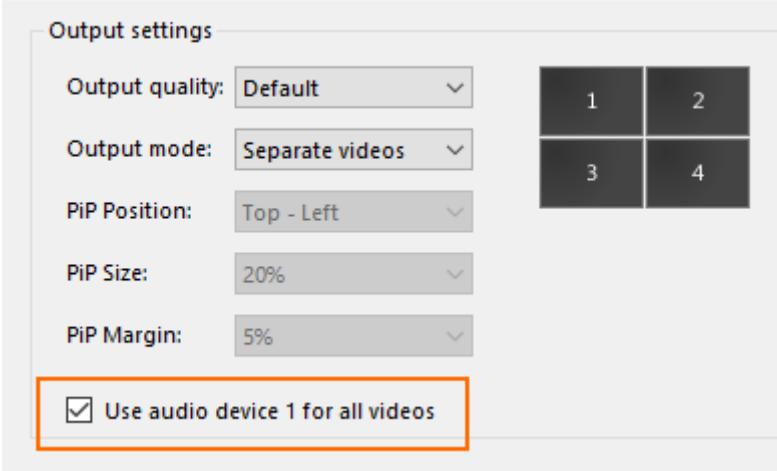 Output settings
Output quality: Default
1 2
Output mode: Separate videos
3 4
PiP Position: Top - Left
PiP Size: 20%
PiP Margin: 5%
Use audio device 1 for all videos